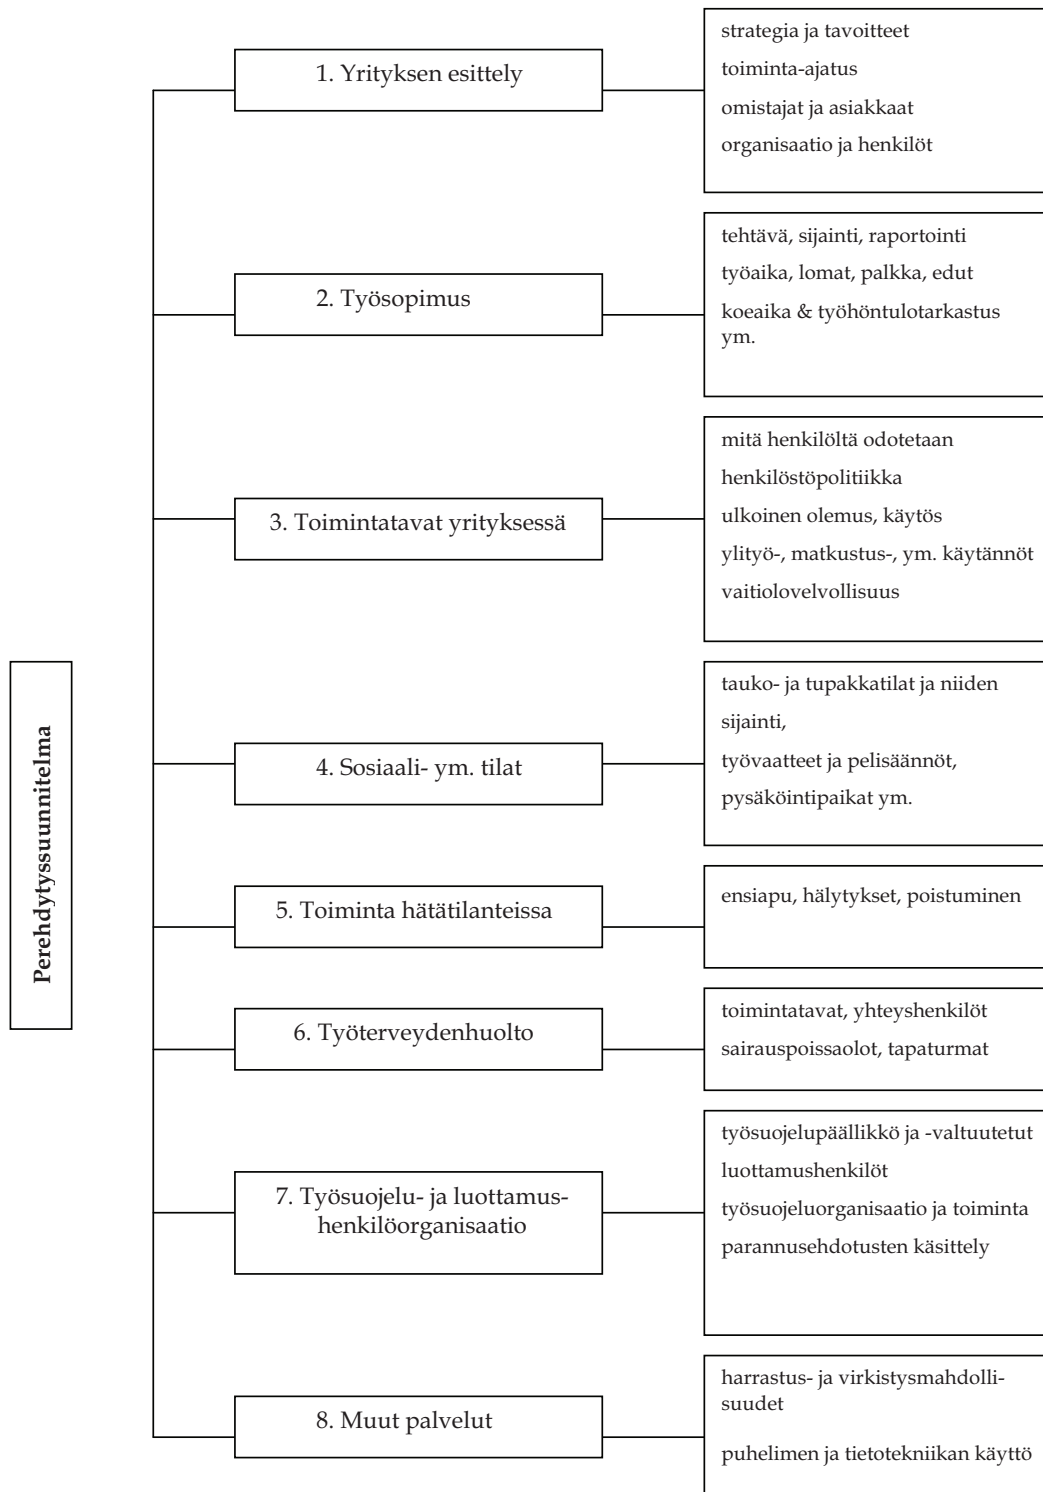 Perehdytyssuunnitelma
1. Yrityksen esittely
strategia ja tavoitteet
toiminta-ajatus
omistajat ja asiakkaat
organisaatio ja henkilöt
2. Työsopimus
tehtävä, sijainti, raportointi
työaika, lomat, palkka, edut
koeaika & työhöntulotarkastus
ym.
3. Toimintatavat yrityksessä
mitä henkilöltä odotetaan
henkilöstöpolitiikka
ulkoinen olemus, käytös
ylityö-, matkustus-, ym. käytännöt
vaitiolovelvollisuus
4. Sosiaali- ym. tilat
tauko- ja tupakkatilat ja niiden
sijainti,
työvaatteet ja pelisäännöt,
pysäköintipaikat ym.
5. Toiminta hätätilanteissa
ensiapu, hälytykset, poistuminen
6. Työterveydenhuolto
toimintatavat, yhteyshenkilöt
sairauspoissaolot, tapaturmat
7. Työsuojelu- ja luottamus-
henkilöorganisaatio
työsuojelupäällikkö ja -valtuutetut
luottamushenkilöt
työsuojeluorganisaatio ja toiminta
parannusehdotusten käsittely
8. Muut palvelut
harrastus- ja virkistysmahdolli-
suudet
puhelimen ja tietotekniikan käyttö